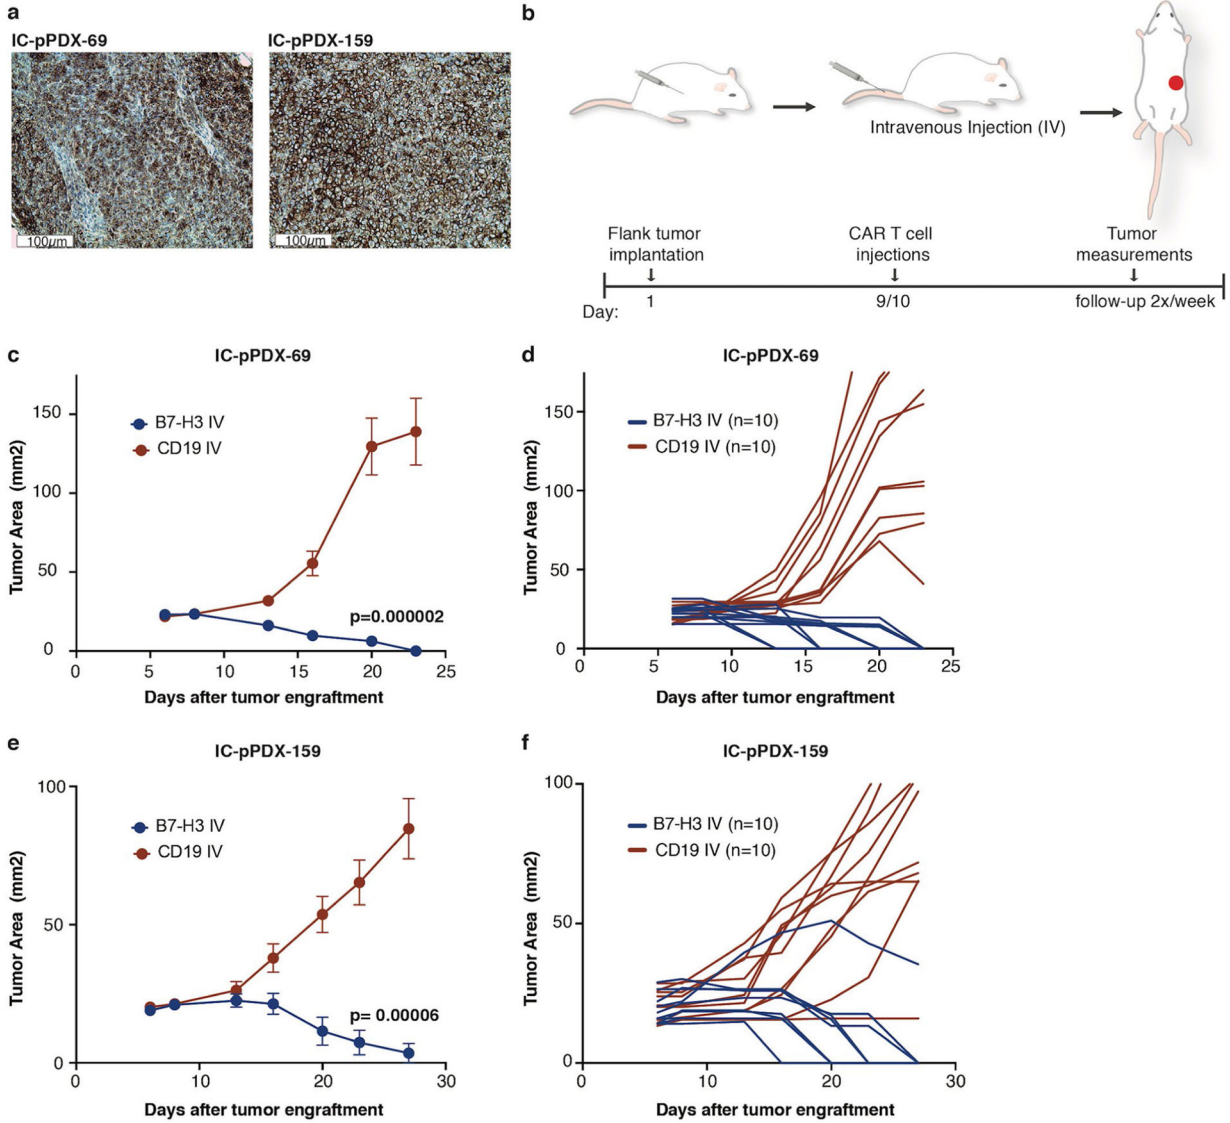 a
IC-pPDX-69
IC-pPDX-159
100µm
100µm
b
Intravenous Injection (IV)
Flank tumor
implantation
CAR T cell
injections
Tumor
measurements
Day:
1
9/10
follow-up 2x/week
c
IC-pPDX-69
Tumor Area (mm2)
150
100
50
0
B7-H3 IV
CD19 IV
p=0.000002
0 5 10 15 20 25
Days after tumor engraftment
d
IC-pPDX-69
Tumor Area (mm2)
150
100
50
0
B7-H3 IV (n=10)
CD19 IV (n=10)
0 5 10 15 20 25
Days after tumor engraftment
e
IC-pPDX-159
Tumor Area (mm2)
100
50
0
B7-H3 IV
CD19 IV
p= 0.00006
0 10 20 30
Days after tumor engraftment
f
IC-pPDX-159
Tumor Area (mm2)
100
50
0
B7-H3 IV (n=10)
CD19 IV (n=10)
0 10 20 30
Days after tumor engraftment